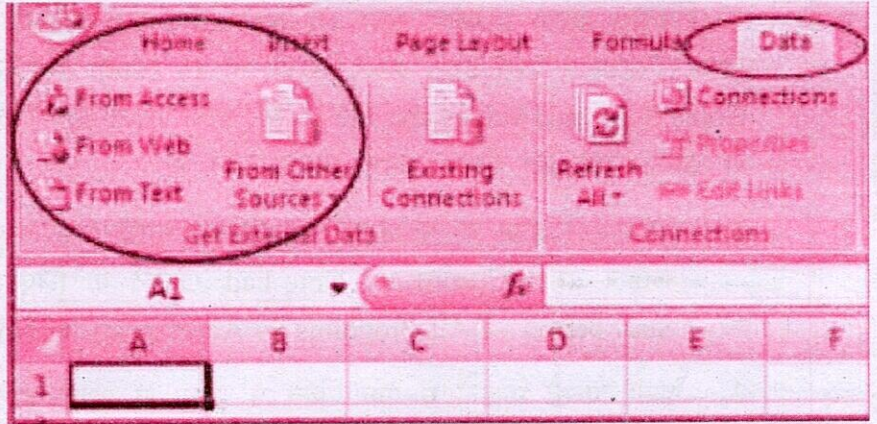 Home Insert Page Layout Formulas Data
From Access
From Web
From Text
From Other
Sources
Existing
Connections
Refresh
All
Connections
Properties
Edit Links
Get External Data
Connections
A1
fx
A B C D E F
1